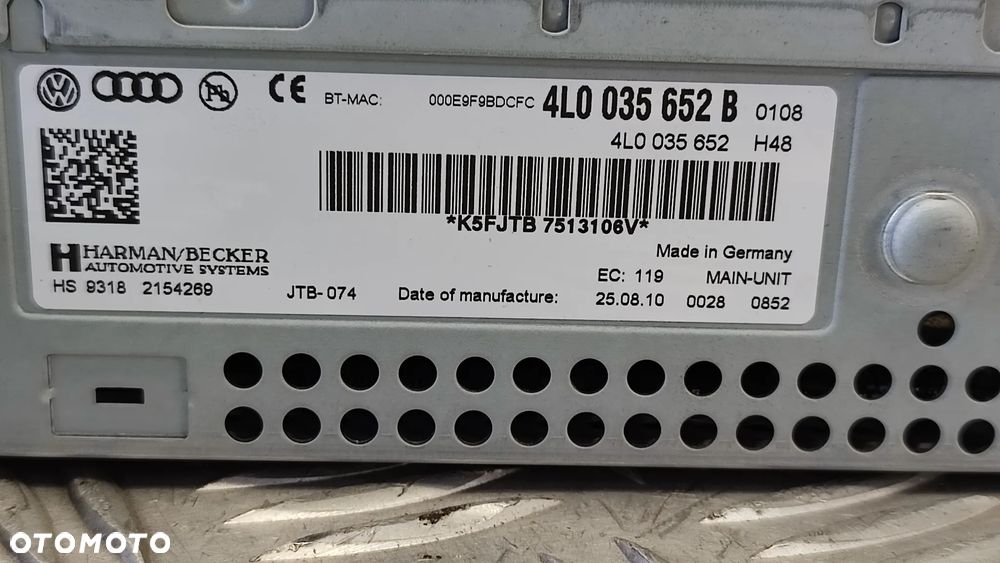 BT-MAC: 000E9F9BDCFC 4L0 035 652 B 0108
4L0 035 652 H48
*K5FJTB 7513106V*
HARMAN/BECKER
AUTOMOTIVE SYSTEMS
Made in Germany
EC: 119 MAIN-UNIT
HS 9318 2154269 JTB-074 Date of manufacture: 25.08.10 0028 0852
OTOMOTO